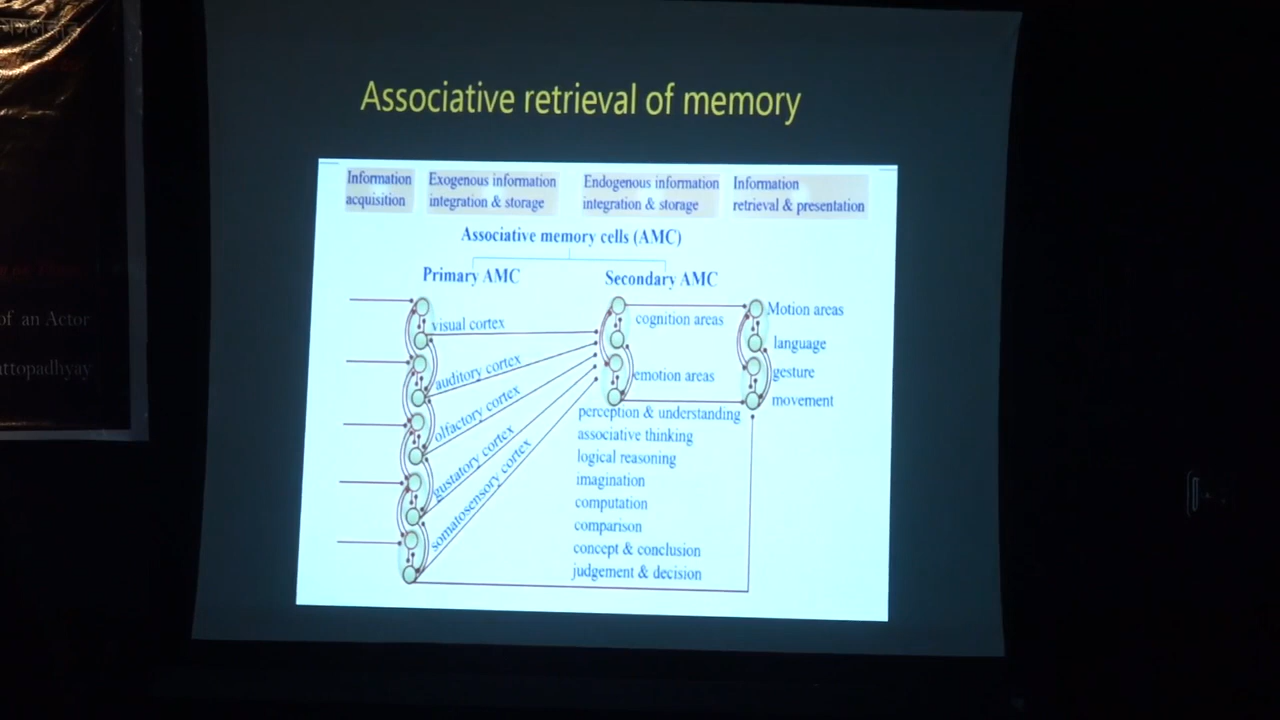 Associative retrieval of memory
Information
acquisition
Exogenous information
integration & storage
Endogenous information
integration & storage
Information
retrieval & presentation
Associative memory cells (AMC)
Primary AMC
Secondary AMC
visual cortex
auditory cortex
olfactory cortex
gustatory cortex
somatosensory cortex
cognition areas
emotion areas
perception & understanding
associative thinking
logical reasoning
imagination
computation
comparison
concept & conclusion
judgement & decision
Motion areas
language
gesture
movement
of an Actor
ttopadhyay